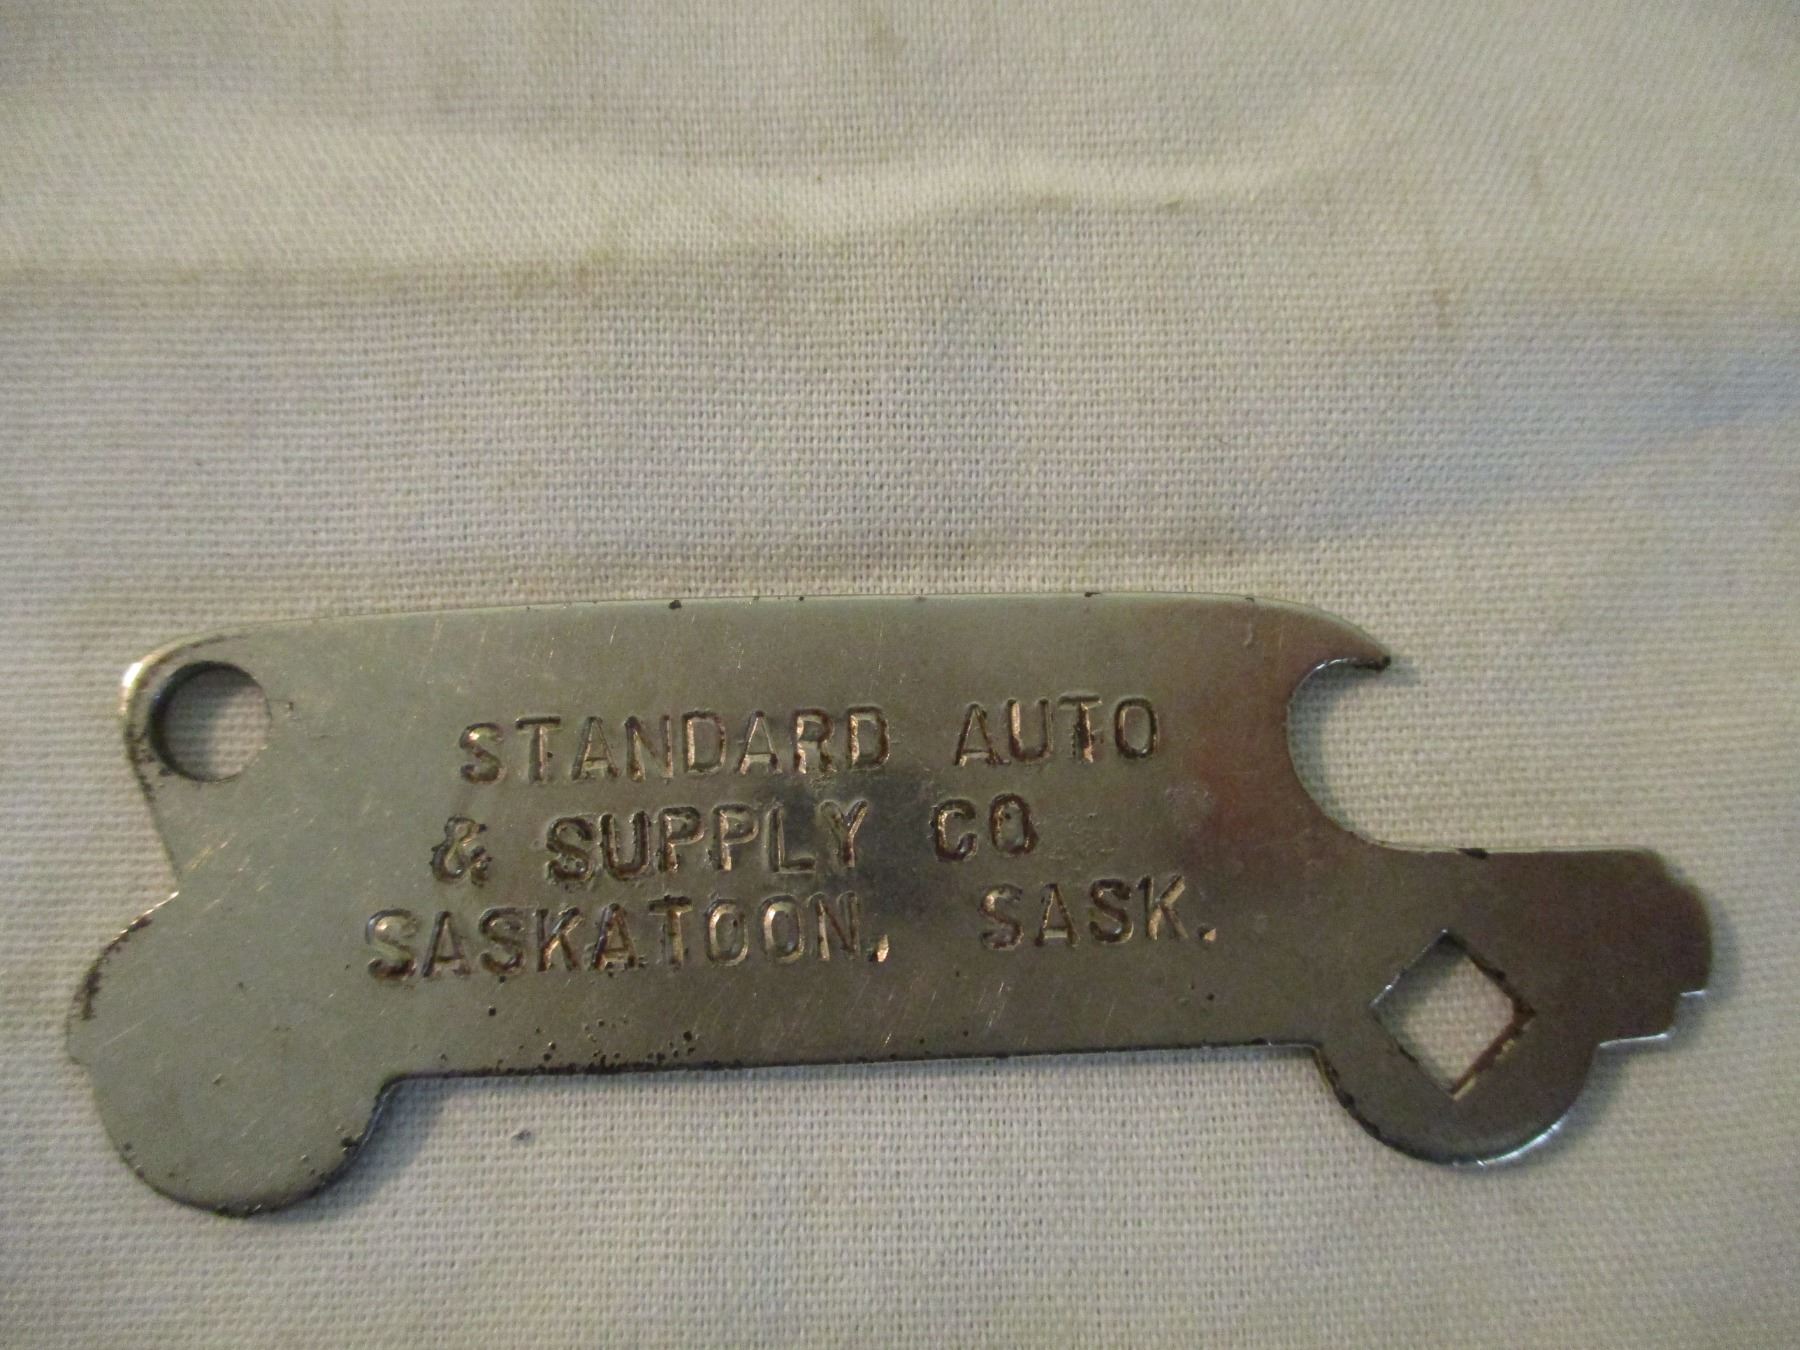 STANDARD AUTO
& SUPPLY CO
SASKATOON, SASK.